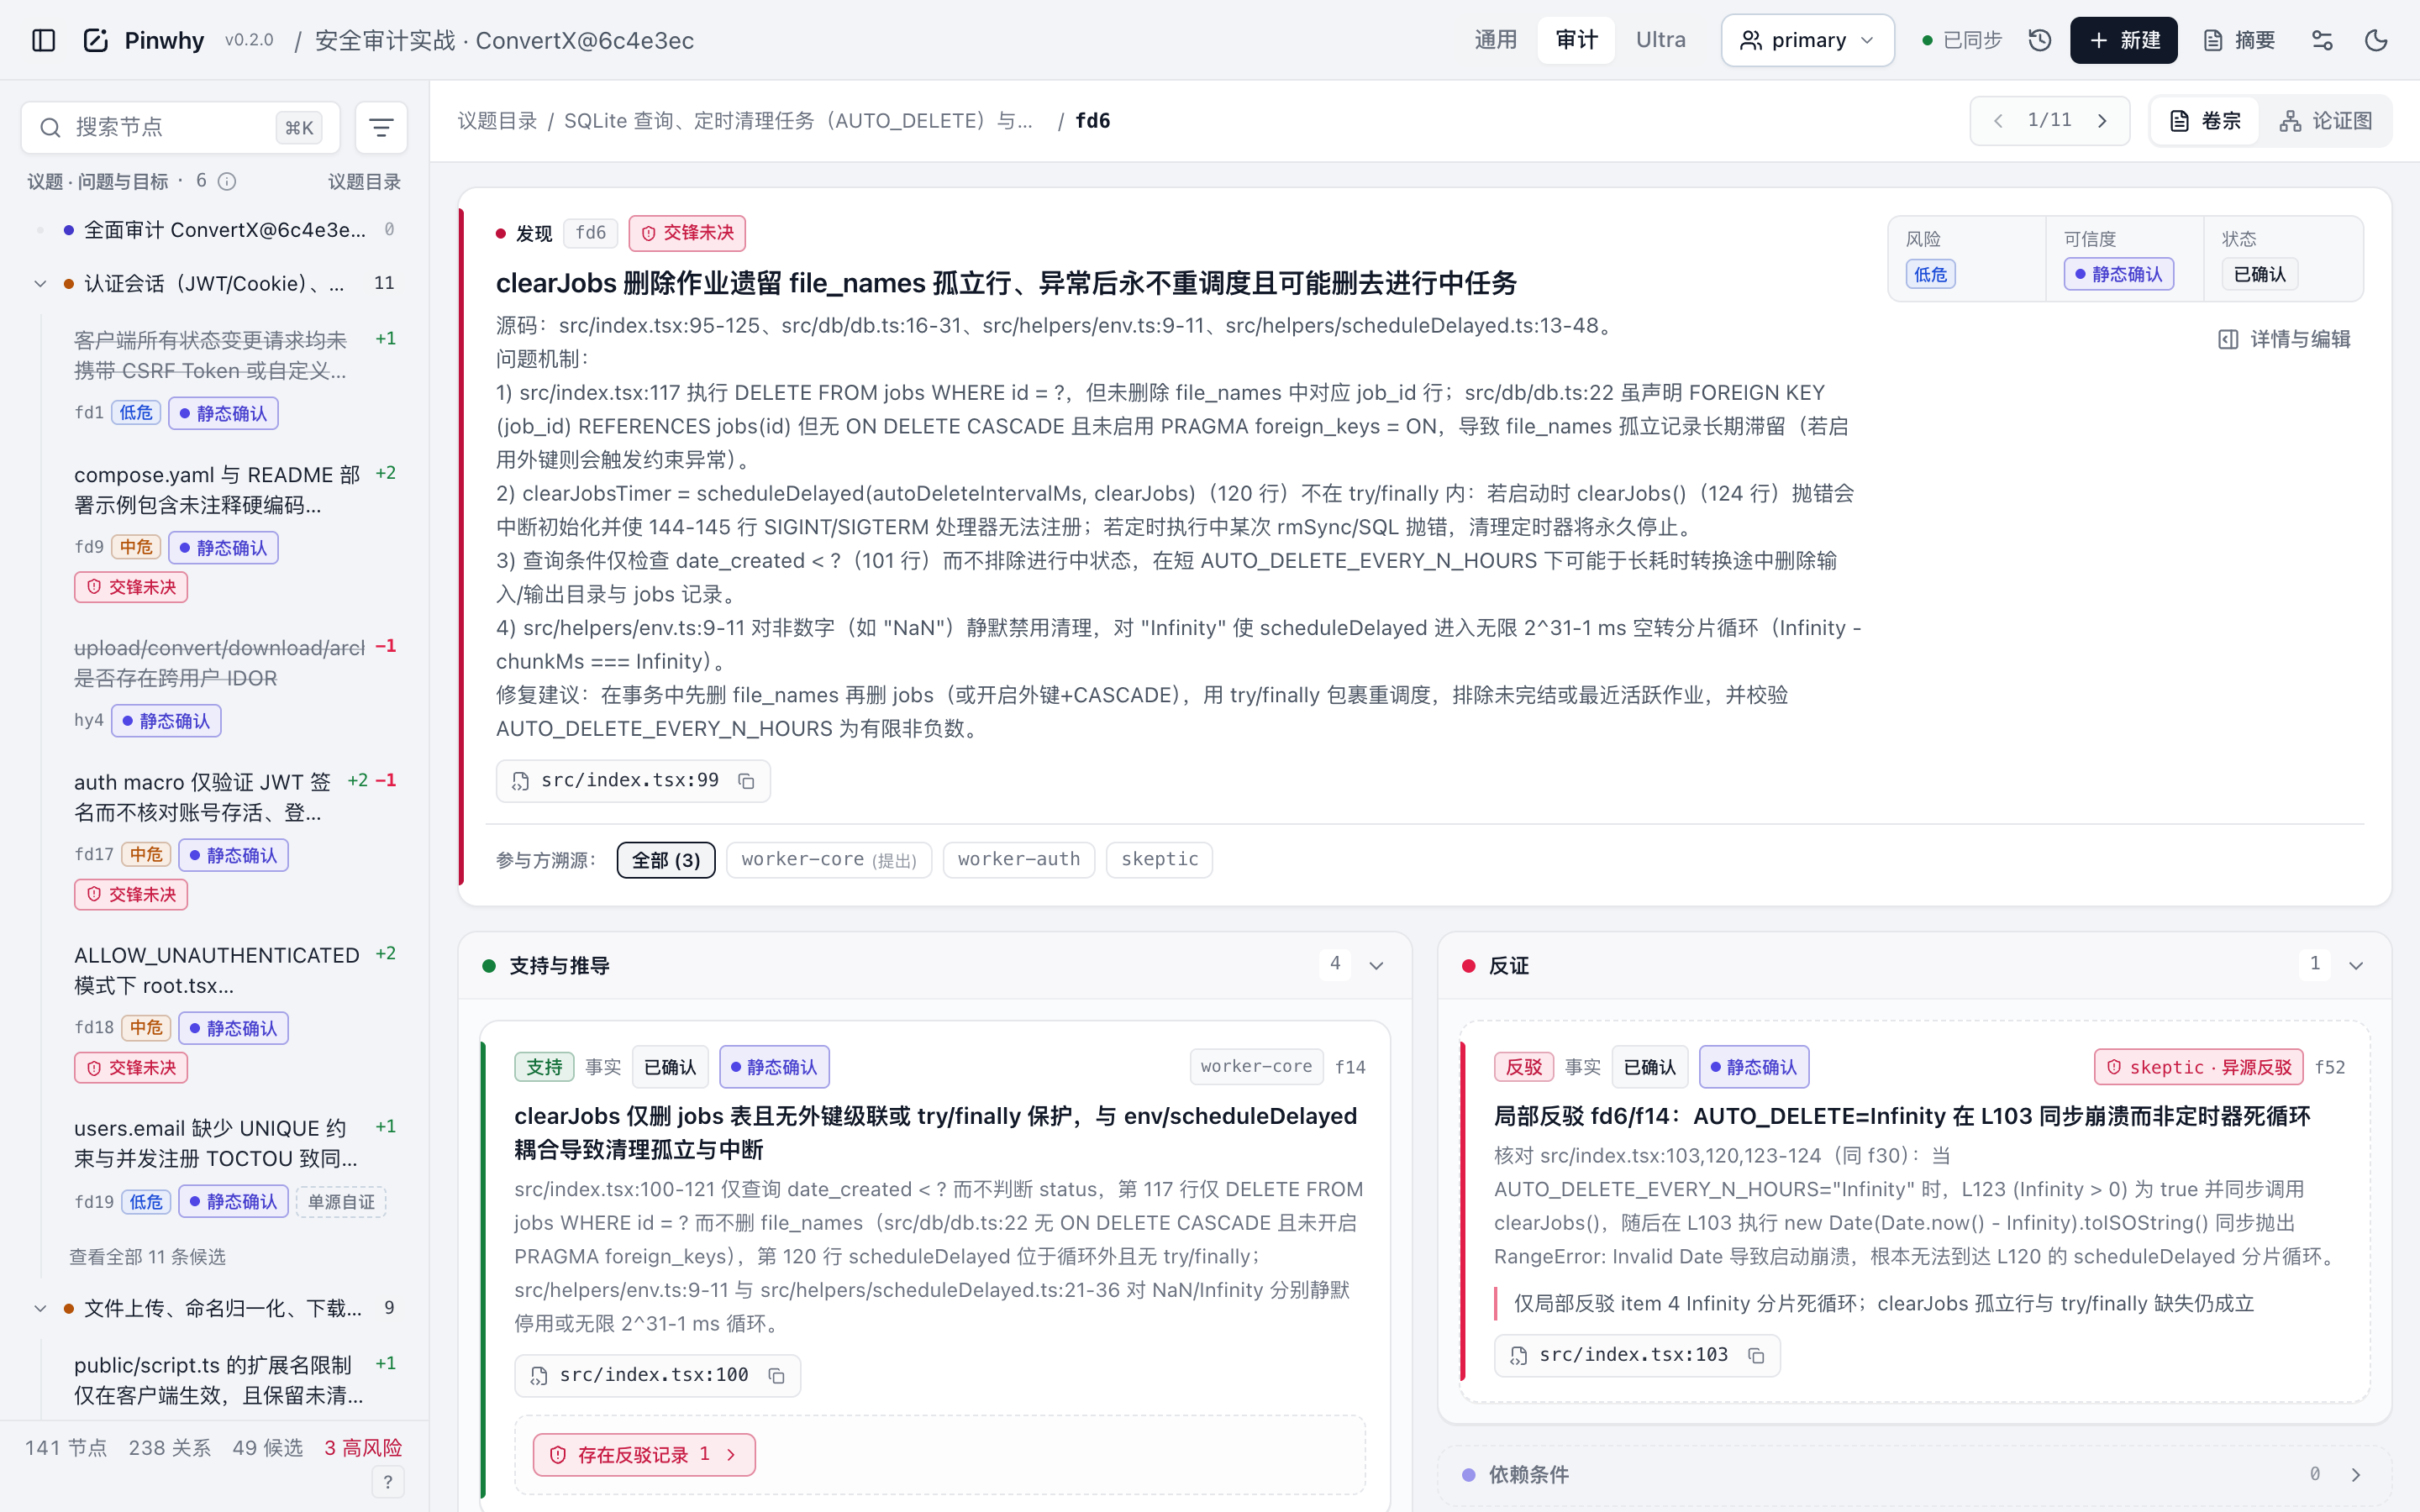 Pinwhy v0.2.0 / 安全审计实战 · ConvertX@6c4e3ec
通用 审计 Ultra primary 已同步 新建 摘要
搜索节点 ⌘K
议题 · 问题与目标 · 6 议题目录
全面审计 ConvertX@6c4e3e... 0
认证会话（JWT/Cookie）、... 11
客户端所有状态变更请求均未 +1
携带 CSRF Token 或自定义...
fd1 低危 静态确认
compose.yaml 与 README 部 +2
署示例包含未注释硬编码...
fd9 中危 静态确认
交锋未决
upload/convert/download/arcl −1
是否存在跨用户 IDOR
hy4 静态确认
auth macro 仅验证 JWT 签 +2 −1
名而不核对账号存活、登...
fd17 中危 静态确认
交锋未决
ALLOW_UNAUTHENTICATED +2
模式下 root.tsx...
fd18 中危 静态确认
交锋未决
users.email 缺少 UNIQUE 约 +1
束与并发注册 TOCTOU 致同...
fd19 低危 静态确认 单源自证
查看全部 11 条候选
文件上传、命名归一化、下载... 9
public/script.ts 的扩展名限制 +1
仅在客户端生效，且保留未清...
141 节点 238 关系 49 候选 3 高风险
?
议题目录 / SQLite 查询、定时清理任务（AUTO_DELETE）与... / fd6
1/11 卷宗 论证图
发现 fd6 交锋未决
clearJobs 删除作业遗留 file_names 孤立行、异常后永不重调度且可能删去进行中任务
风险 可信度 状态
低危 静态确认 已确认
详情与编辑
源码：src/index.tsx:95-125、src/db/db.ts:16-31、src/helpers/env.ts:9-11、src/helpers/scheduleDelayed.ts:13-48。
问题机制：
1) src/index.tsx:117 执行 DELETE FROM jobs WHERE id = ?，但未删除 file_names 中对应 job_id 行；src/db/db.ts:22 虽声明 FOREIGN KEY
(job_id) REFERENCES jobs(id) 但无 ON DELETE CASCADE 且未启用 PRAGMA foreign_keys = ON，导致 file_names 孤立记录长期滞留（若启
用外键则会触发约束异常）。
2) clearJobsTimer = scheduleDelayed(autoDeleteIntervalMs, clearJobs)（120 行）不在 try/finally 内：若启动时 clearJobs()（124 行）抛错会
中断初始化并使 144-145 行 SIGINT/SIGTERM 处理器无法注册；若定时执行中某次 rmSync/SQL 抛错，清理定时器将永久停止。
3) 查询条件仅检查 date_created < ?（101 行）而不排除进行中状态，在短 AUTO_DELETE_EVERY_N_HOURS 下可能于长耗时转换途中删除输
入/输出目录与 jobs 记录。
4) src/helpers/env.ts:9-11 对非数字（如 "NaN"）静默禁用清理，对 "Infinity" 使 scheduleDelayed 进入无限 2^31-1 ms 空转分片循环（Infinity -
chunkMs === Infinity）。
修复建议：在事务中先删 file_names 再删 jobs（或开启外键+CASCADE），用 try/finally 包裹重调度，排除未完结或最近活跃作业，并校验
AUTO_DELETE_EVERY_N_HOURS 为有限非负数。
src/index.tsx:99
参与方溯源： 全部 (3) worker-core (提出) worker-auth skeptic
支持与推导 4
支持 事实 已确认 静态确认 worker-core f14
clearJobs 仅删 jobs 表且无外键级联或 try/finally 保护，与 env/scheduleDelayed
耦合导致清理孤立与中断
src/index.tsx:100-121 仅查询 date_created < ? 而不判断 status，第 117 行仅 DELETE FROM
jobs WHERE id = ? 而不删 file_names（src/db/db.ts:22 无 ON DELETE CASCADE 且未开启
PRAGMA foreign_keys），第 120 行 scheduleDelayed 位于循环外且无 try/finally；
src/helpers/env.ts:9-11 与 src/helpers/scheduleDelayed.ts:21-36 对 NaN/Infinity 分别静默
停用或无限 2^31-1 ms 循环。
src/index.tsx:100
存在反驳记录 1
反证 1
反驳 事实 已确认 静态确认 skeptic · 异源反驳 f52
局部反驳 fd6/f14：AUTO_DELETE=Infinity 在 L103 同步崩溃而非定时器死循环
核对 src/index.tsx:103,120,123-124（同 f30）：当
AUTO_DELETE_EVERY_N_HOURS="Infinity" 时，L123 (Infinity > 0) 为 true 并同步调用
clearJobs()，随后在 L103 执行 new Date(Date.now() - Infinity).toISOString() 同步抛出
RangeError: Invalid Date 导致启动崩溃，根本无法到达 L120 的 scheduleDelayed 分片循环。
仅局部反驳 item 4 Infinity 分片死循环；clearJobs 孤立行与 try/finally 缺失仍成立
src/index.tsx:103
依赖条件 0